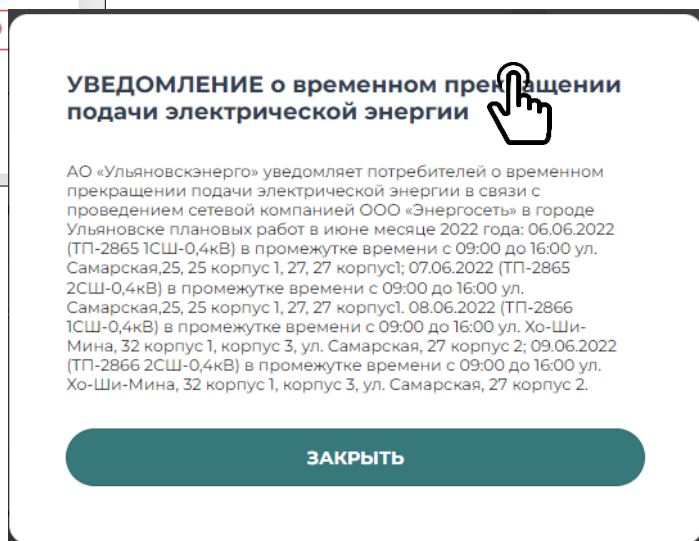 УВЕДОМЛЕНИЕ о временном прекращении
подачи электрической энергии
АО «Ульяновскэнерго» уведомляет потребителей о временном
прекращении подачи электрической энергии в связи с
проведением сетевой компанией ООО «Энергосеть» в городе
Ульяновске плановых работ в июне месяце 2022 года: 06.06.2022
(ТП-2865 1СШ-0,4кВ) в промежутке времени с 09:00 до 16:00 ул.
Самарская,25, 25 корпус 1, 27, 27 корпус1; 07.06.2022 (ТП-2865
2СШ-0,4кВ) в промежутке времени с 09:00 до 16:00 ул.
Самарская,25, 25 корпус 1, 27, 27 корпус1. 08.06.2022 (ТП-2866
1СШ-0,4кВ) в промежутке времени с 09:00 до 16:00 ул. Хо-Ши-
Мина, 32 корпус 1, корпус 3, ул. Самарская, 27 корпус 2; 09.06.2022
(ТП-2866 2СШ-0,4кВ) в промежутке времени с 09:00 до 16:00 ул.
Хо-Ши-Мина, 32 корпус 1, корпус 3, ул. Самарская, 27 корпус 2.
ЗАКРЫТЬ